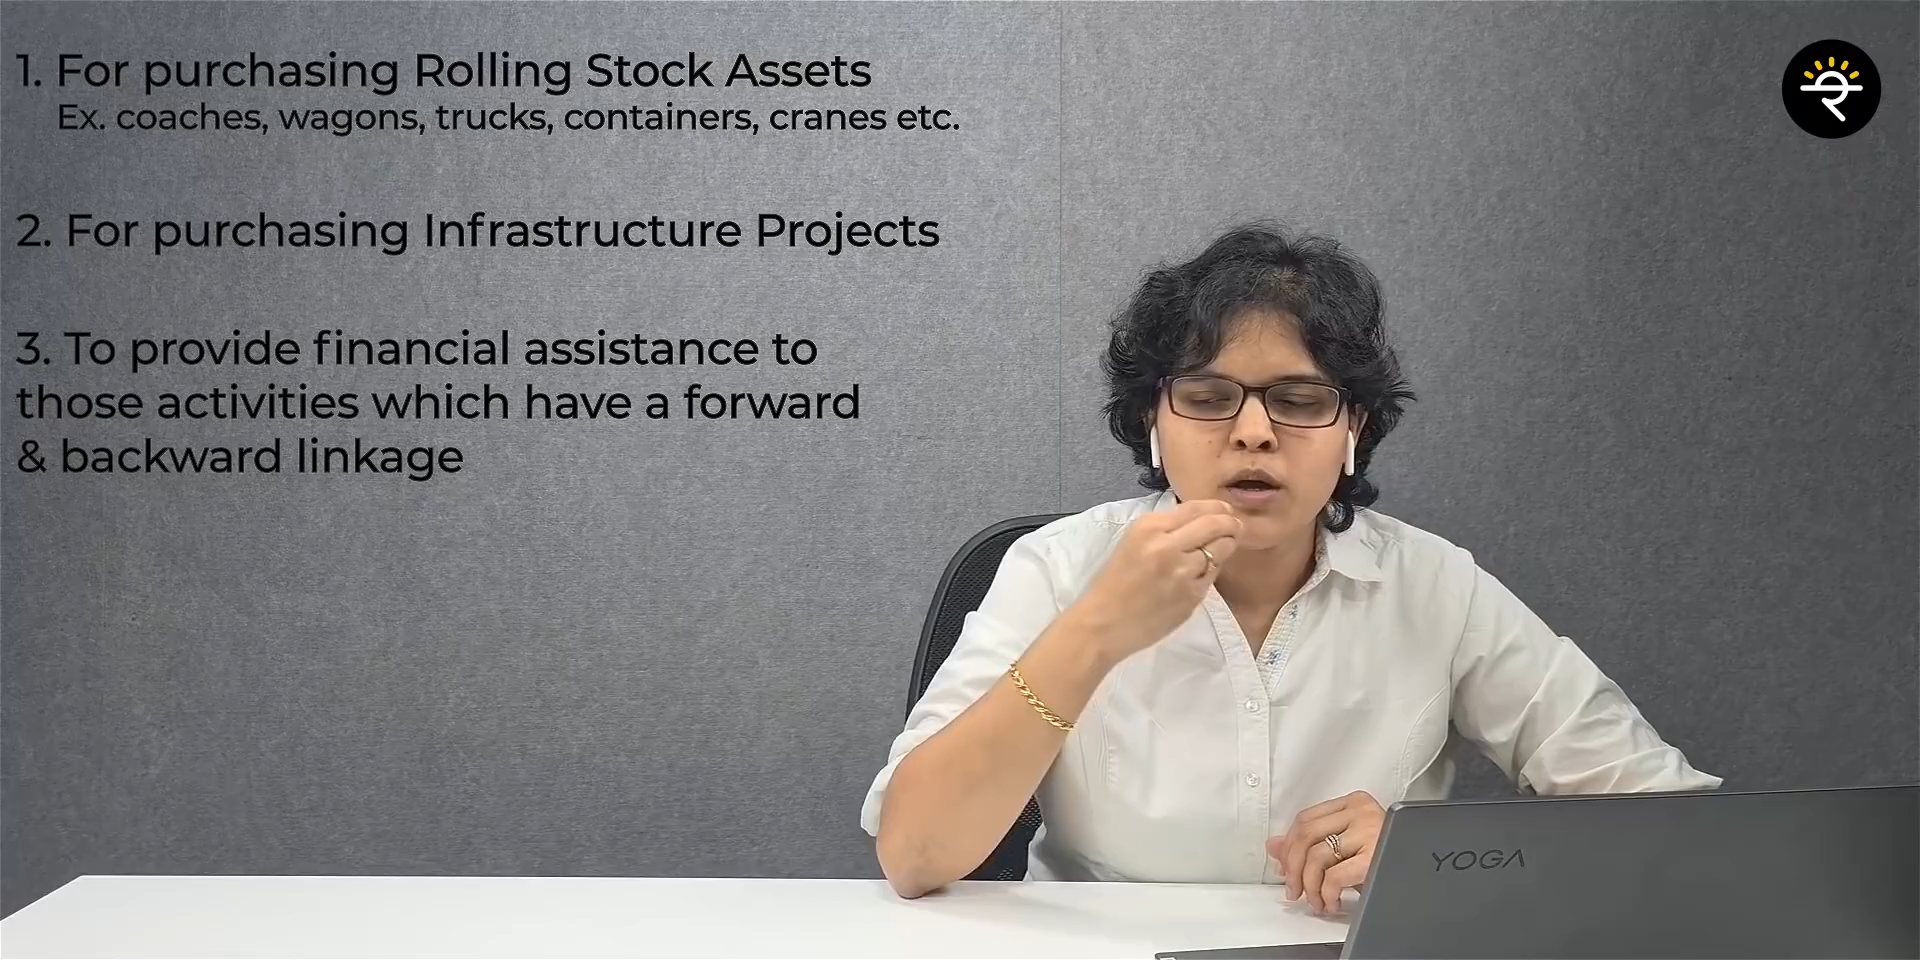 1. For purchasing Rolling Stock Assets
Ex. coaches, wagons, trucks, containers, cranes etc.
2. For purchasing Infrastructure Projects
3. To provide financial assistance to
those activities which have a forward
& backward linkage
YOGA